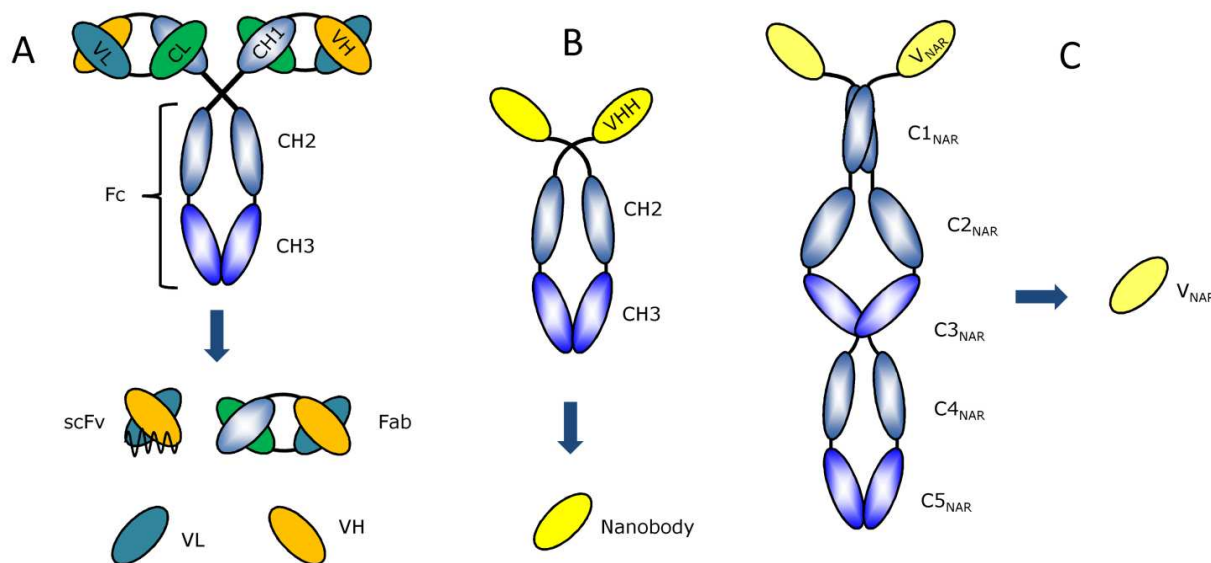 A
VL
CL
CH1
VH
Fc
CH2
CH3
scFv
Fab
VL
VH
B
VHH
CH2
CH3
Nanobody
C
VNAR
C1NAR
C2NAR
C3NAR
C4NAR
C5NAR
VNAR